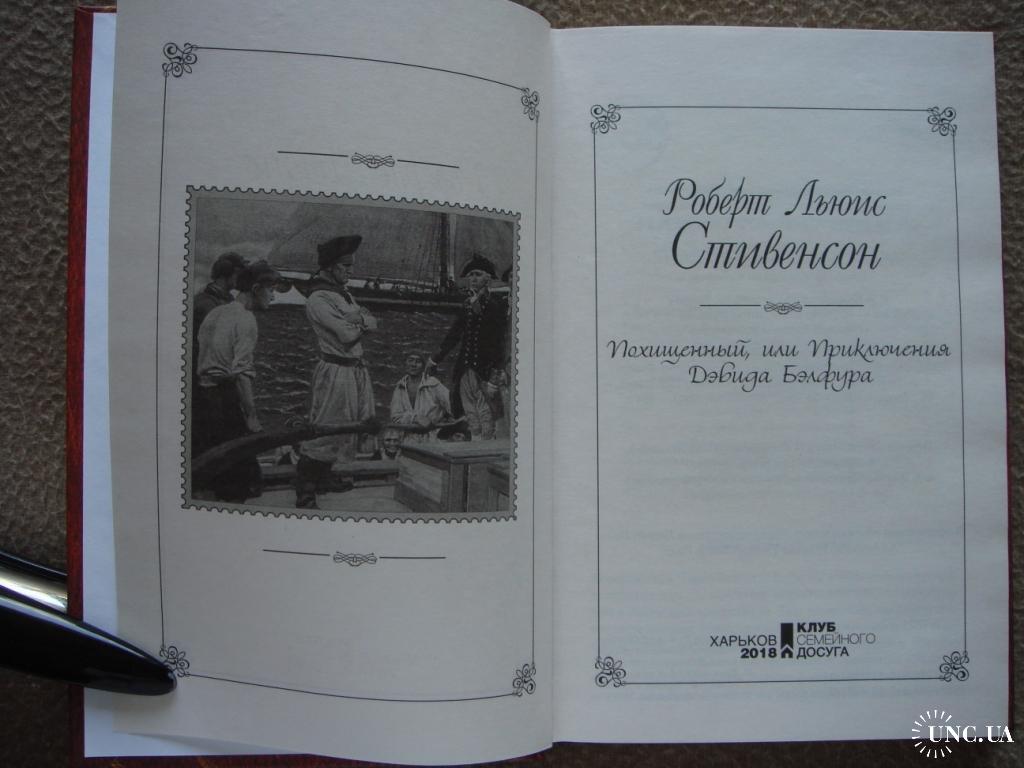 Роберт Льюис
Стивенсон
Похищенный, или Приключения
Дэвида Бэлфура
ХАРЬКОВ
2018
КЛУБ
СЕМЕЙНОГО
ДОСУГА
UNC.UA